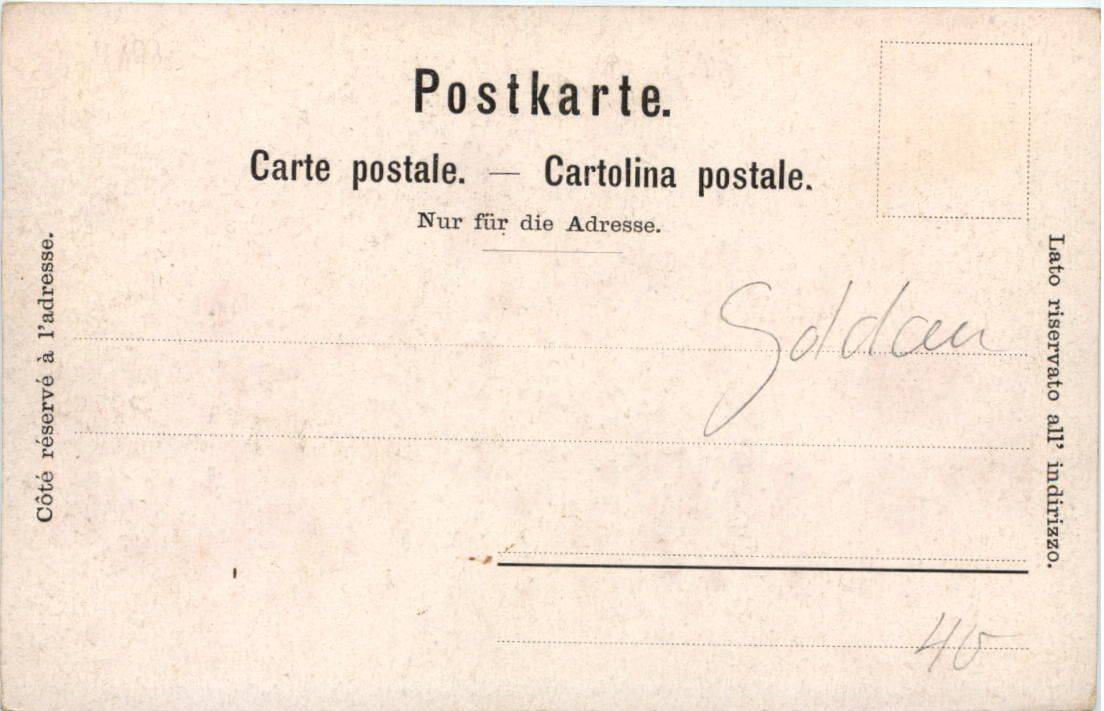 Postkarte.
Carte postale. — Cartolina postale.
Nur für die Adresse.
Côté réservé à l'adresse.
Lato riservato all' indirizzo.
Goldau
40